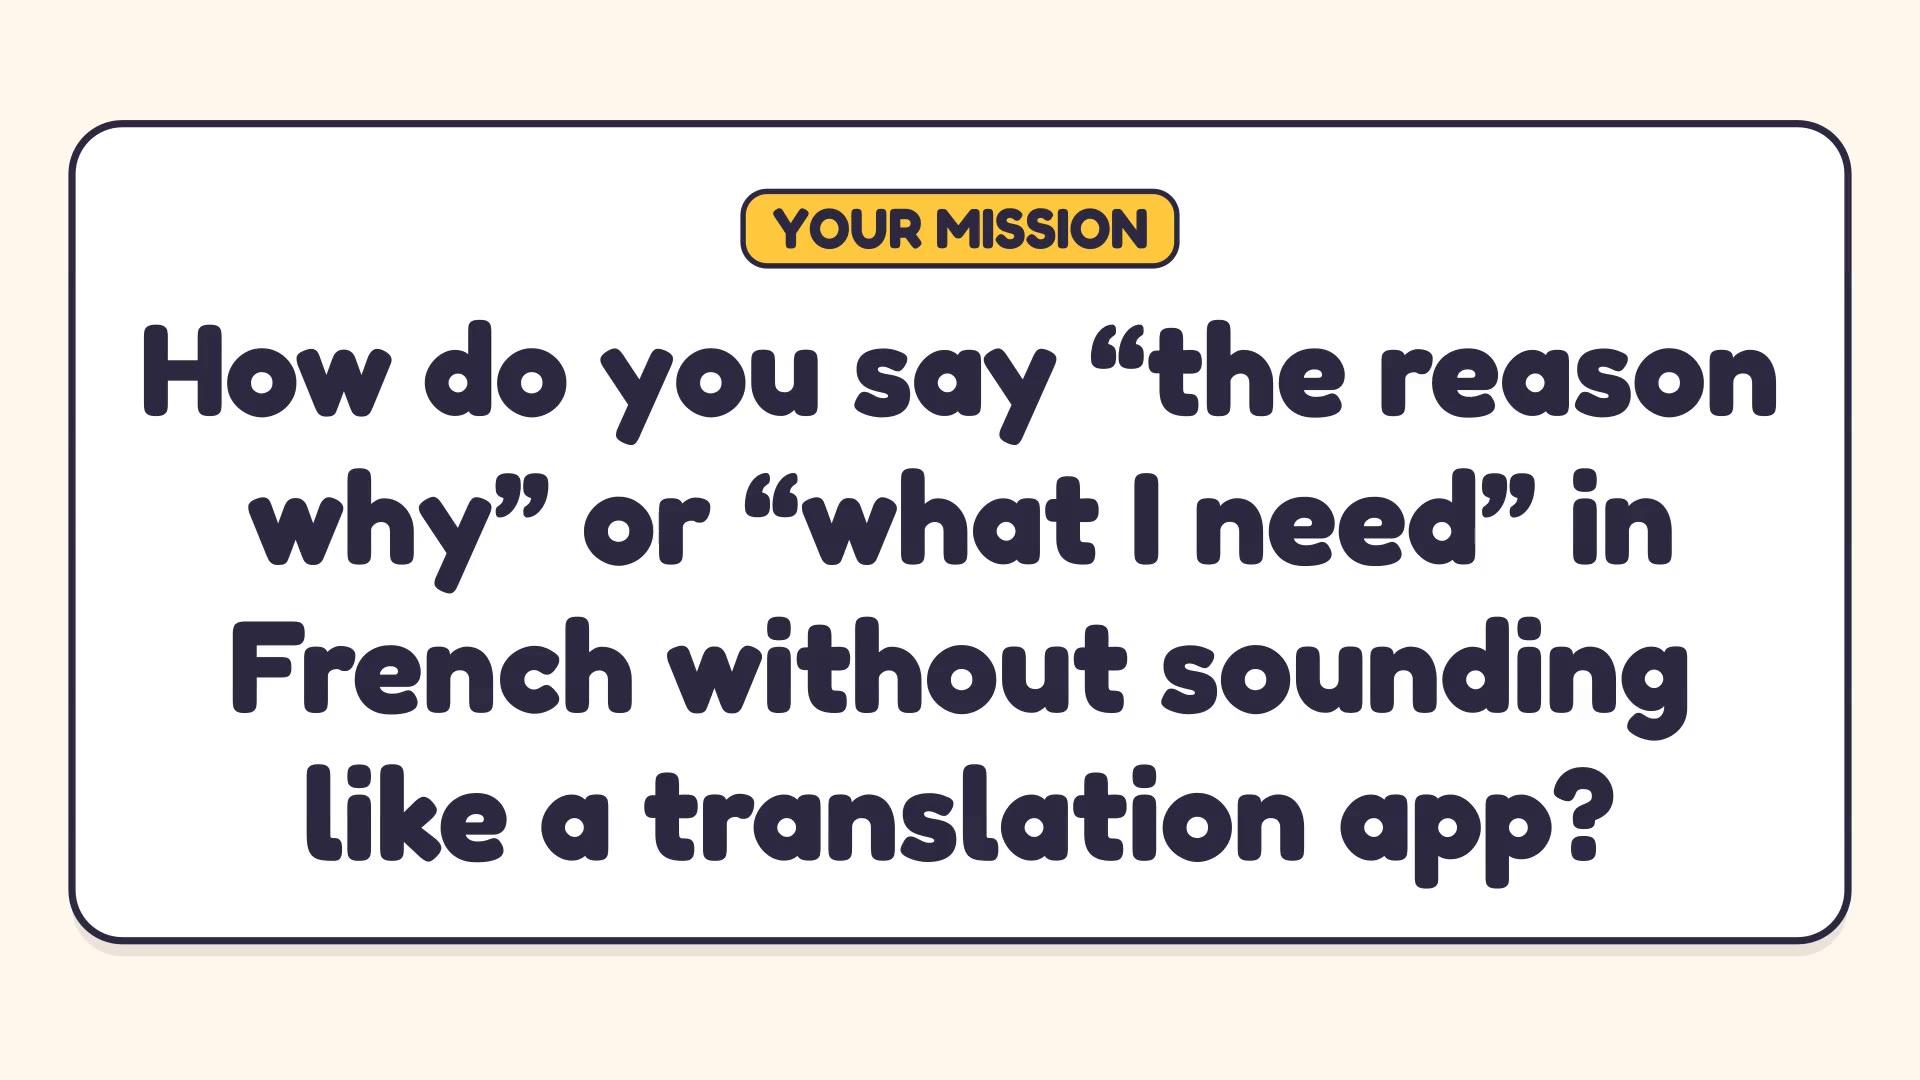 YOUR MISSION
How do you say “the reason
why” or “what I need” in
French without sounding
like a translation app?